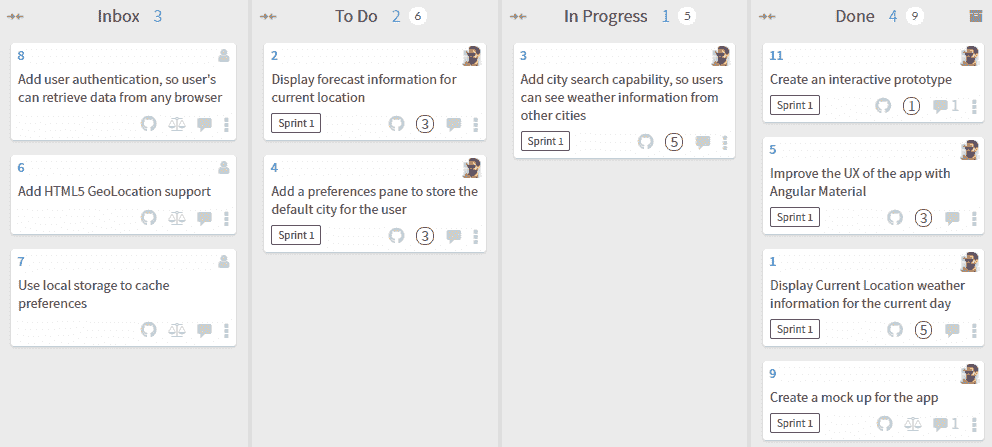 Inbox 3
8
Add user authentication, so user's
can retrieve data from any browser
6
Add HTML5 GeoLocation support
7
Use local storage to cache
preferences
To Do 2 6
2
Display forecast information for
current location
Sprint 1 3
4
Add a preferences pane to store the
default city for the user
Sprint 1 3
In Progress 1 5
3
Add city search capability, so users
can see weather information from
other cities
Sprint 1 5
Done 4 9
11
Create an interactive prototype
Sprint 1 1 1
5
Improve the UX of the app with
Angular Material
Sprint 1 3
1
Display Current Location weather
information for the current day
Sprint 1 5
9
Create a mock up for the app
Sprint 1 1